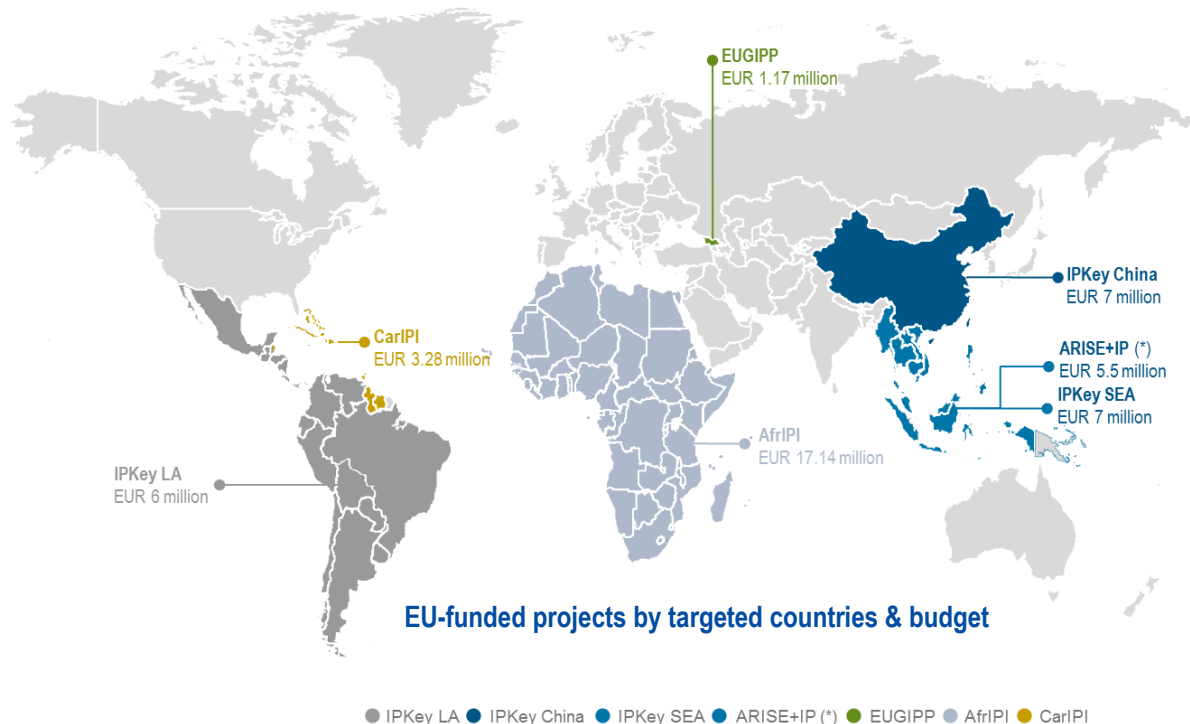 EUGIPP
EUR 1.17 million
IPKey China
EUR 7 million
CarIPI
EUR 3.28 million
ARISE+IP (*)
EUR 5.5 million
IPKey SEA
EUR 7 million
AfrIPI
EUR 17.14 million
IPKey LA
EUR 6 million
EU-funded projects by targeted countries & budget
IPKey LA IPKey China IPKey SEA ARISE+IP (*) EUGIPP AfrIPI CarIPI